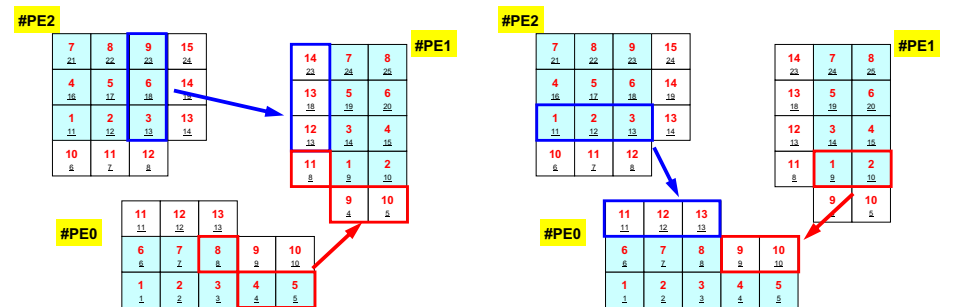 #PE2
7 8 9 15
21 22 23 24
4 5 6 14
16 17 18 19
1 2 3 13
11 12 13 14
10 11 12
6 7 8
#PE1
14 7 8
23 24 25
13 5 6
18 19 20
12 3 4
13 14 15
11 1 2
8 9 10
9 10
4 5
#PE0
11 12 13
11 12 13
6 7 8 9 10
6 7 8 9 10
1 2 3 4 5
1 2 3 4 5
#PE2
7 8 9 15
21 22 23 24
4 5 6 14
16 17 18 19
1 2 3 13
11 12 13 14
10 11 12
6 7 8
#PE1
14 7 8
23 24 25
13 5 6
18 19 20
12 3 4
13 14 15
11 1 2
8 9 10
9 10
5
#PE0
11 12 13
11 12 13
6 7 8 9 10
6 7 8 9 10
1 2 3 4 5
1 2 3 4 5